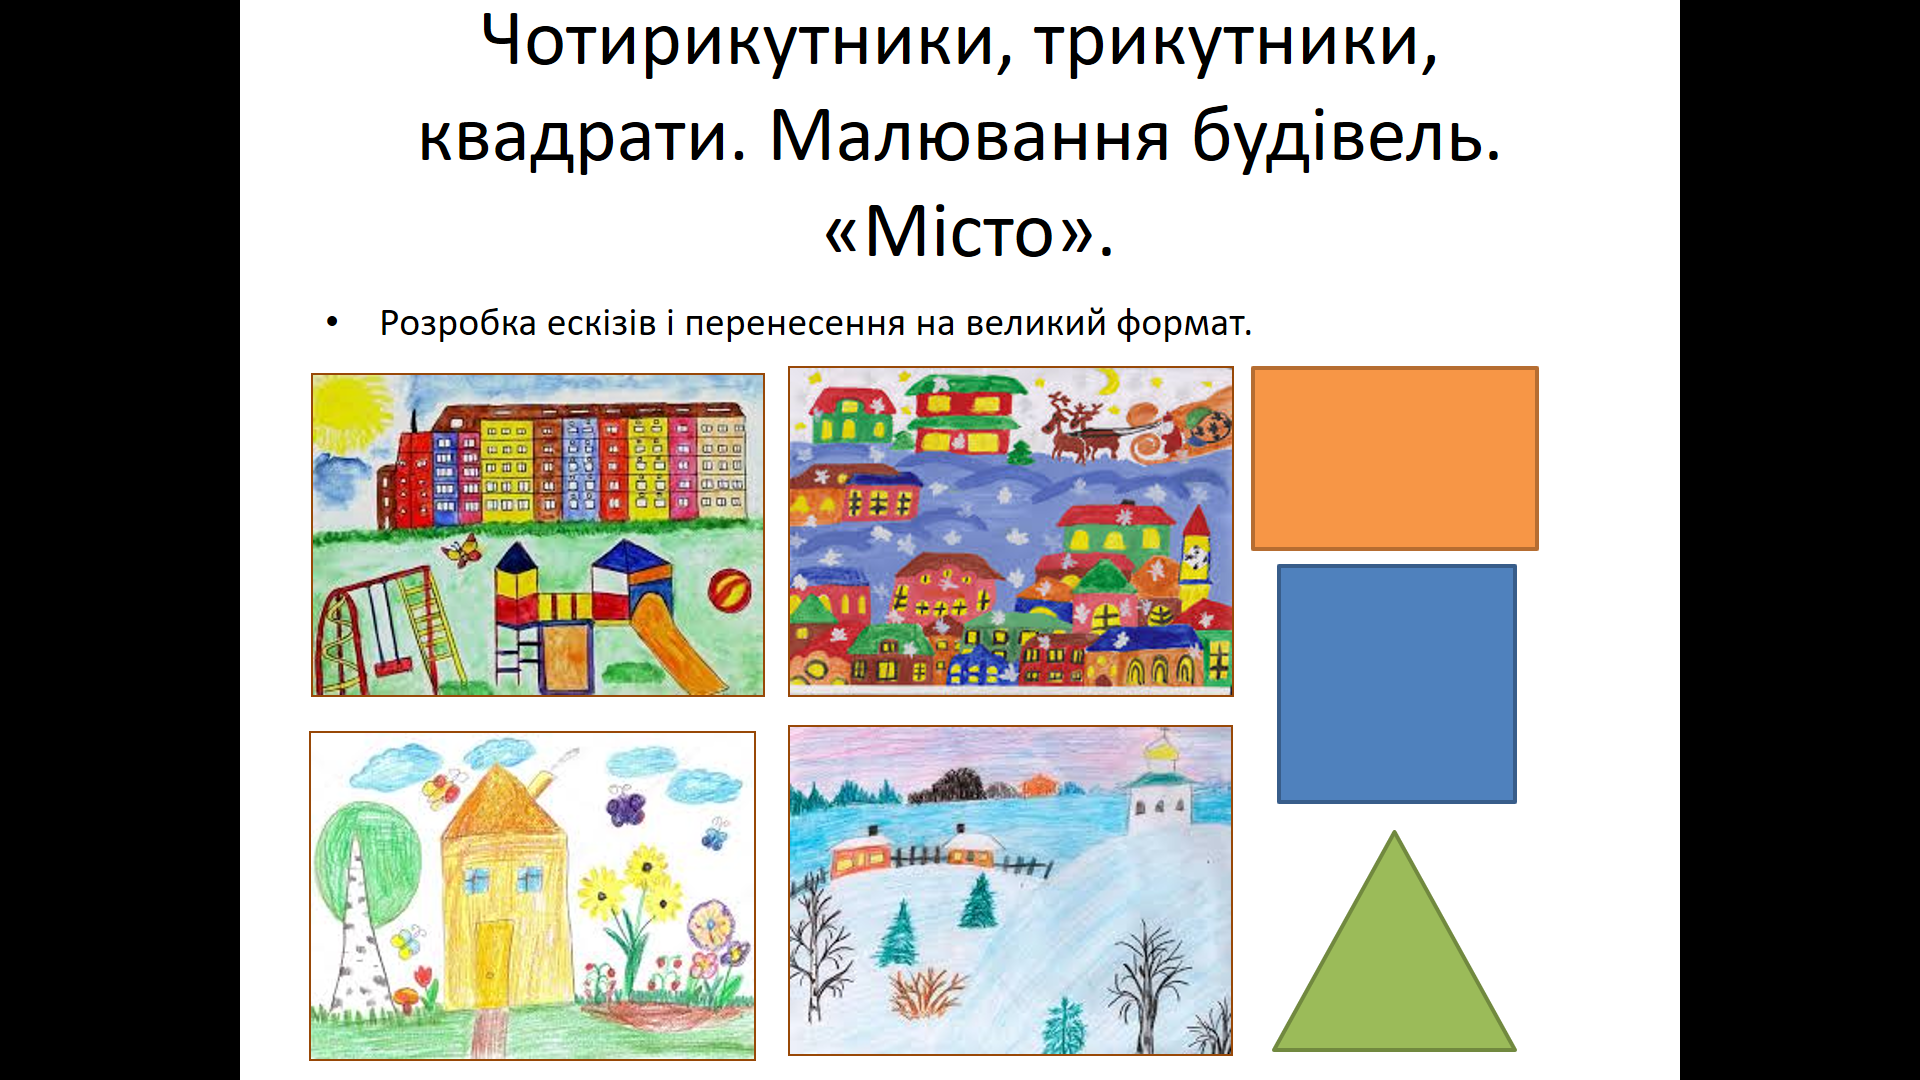 Чотирикутники, трикутники,
квадрати. Малювання будівель.
«Місто».
• Розробка ескізів і перенесення на великий формат.